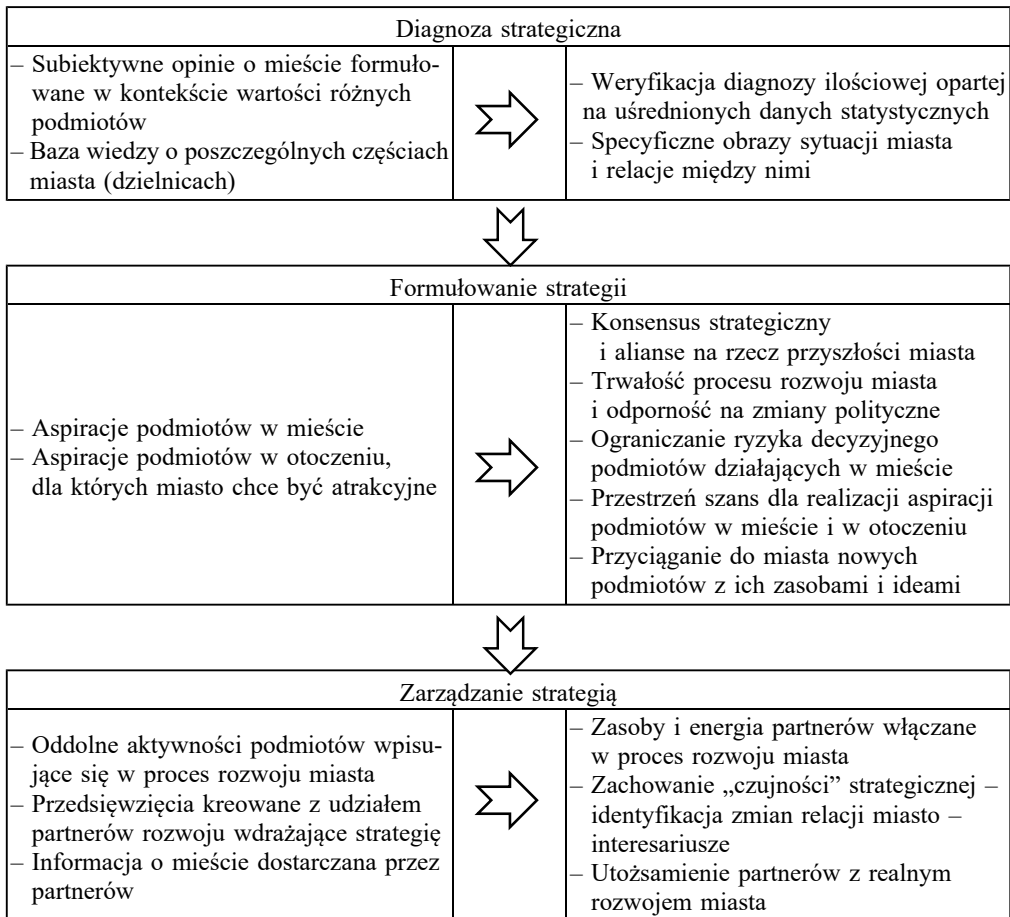 Diagnoza strategiczna
– Subiektywne opinie o mieście formuło-
wane w kontekście wartości różnych
podmiotów
– Baza wiedzy o poszczególnych częściach
miasta (dzielnicach)
– Weryfikacja diagnozy ilościowej opartej
na uśrednionych danych statystycznych
– Specyficzne obrazy sytuacji miasta
i relacje między nimi
Formułowanie strategii
– Aspiracje podmiotów w mieście
– Aspiracje podmiotów w otoczeniu,
dla których miasto chce być atrakcyjne
– Konsensus strategiczny
i alianse na rzecz przyszłości miasta
– Trwałość procesu rozwoju miasta
i odporność na zmiany polityczne
– Ograniczanie ryzyka decyzyjnego
podmiotów działających w mieście
– Przestrzeń szans dla realizacji aspiracji
podmiotów w mieście i w otoczeniu
– Przyciąganie do miasta nowych
podmiotów z ich zasobami i ideami
Zarządzanie strategią
– Oddolne aktywności podmiotów wpisu-
jące się w proces rozwoju miasta
– Przedsięwzięcia kreowane z udziałem
partnerów rozwoju wdrażające strategię
– Informacja o mieście dostarczana przez
partnerów
– Zasoby i energia partnerów włączane
w proces rozwoju miasta
– Zachowanie „czujności” strategicznej –
identyfikacja zmian relacji miasto –
interesariusze
– Utożsamienie partnerów z realnym
rozwojem miasta